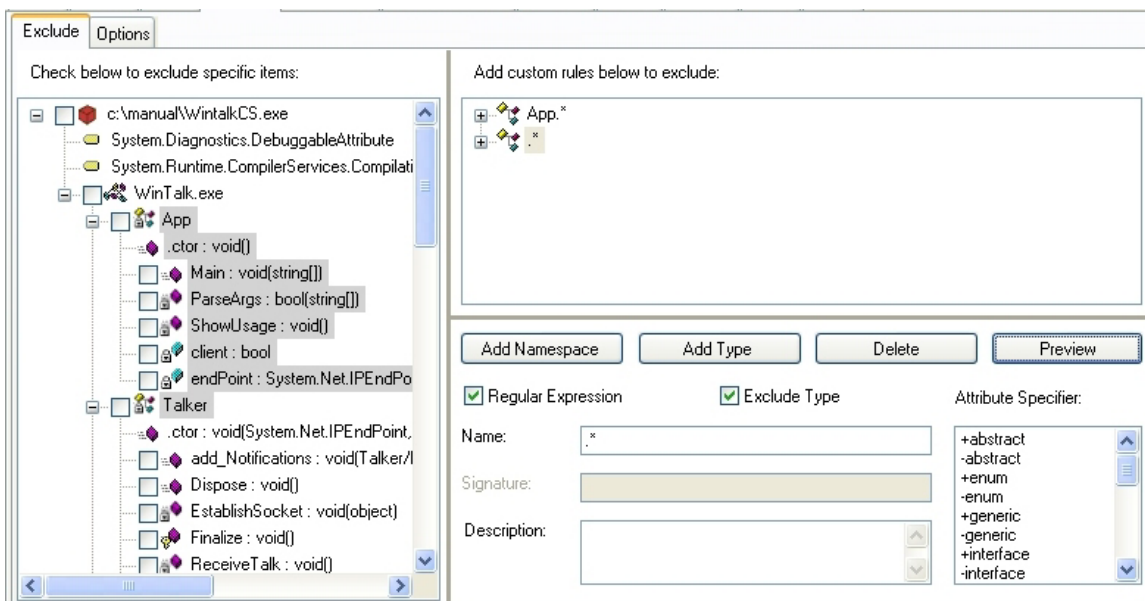 Exclude
Options
Check below to exclude specific items:
c:\manual\WintalkCS.exe
System.Diagnostics.DebuggableAttribute
System.Runtime.CompilerServices.Compilati
WinTalk.exe
App
.ctor : void()
Main : void(string[])
ParseArgs : bool(string[])
ShowUsage : void()
client : bool
endPoint : System.Net.IPEndPo
Talker
.ctor : void(System.Net.IPEndPoint,
add_Notifications : void(Talker/
Dispose : void()
EstablishSocket : void(object)
Finalize : void()
ReceiveTalk : void()
Add custom rules below to exclude:
App.*
.*
Add Namespace
Add Type
Delete
Preview
Regular Expression
Exclude Type
Attribute Specifier:
Name:
.*
Signature:
Description:
+abstract
-abstract
+enum
-enum
+generic
-generic
+interface
-interface